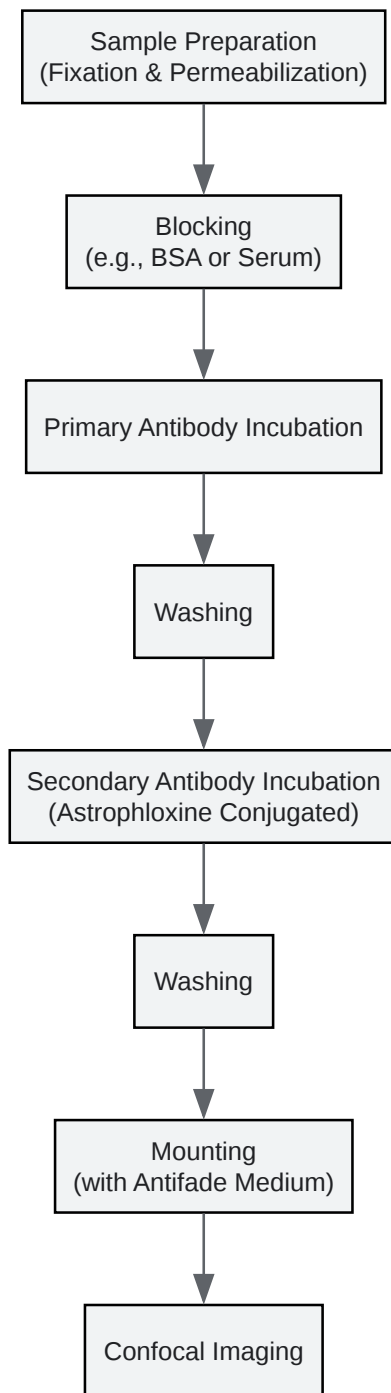 Sample Preparation
(Fixation & Permeabilization)
Blocking
(e.g., BSA or Serum)
Primary Antibody Incubation
Washing
Secondary Antibody Incubation
(Astrophloxine Conjugated)
Washing
Mounting
(with Antifade Medium)
Confocal Imaging